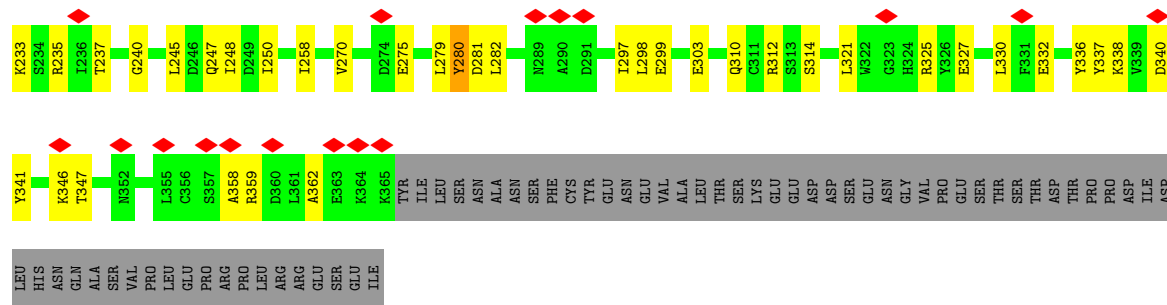 K233 S234 R235 I236 T237 G240 L245 D246 Q247 I248 D249 I250 I258 V270 D274 E275 L279 Y280 D281 L282 N289 A290 D291 I297 L298 E299 E303 Q310 C311 R312 S313 S314 L321 W322 G323 H324 R325 Y326 E327 L330 F331 E332 Y336 Y337 K338 V339 D340
Y341 K346 T347 N352 L355 C356 S357 A358 R359 D360 L361 A362 E363 K364 K365 TYR ILE LEU SER ASN ALA ASN SER PHE CYS TYR GLU ASN GLU VAL ALA LEU THR SER LYS GLU GLU ASP ASP SER GLU ASN GLY VAL PRO GLU SER THR SER THR ASP THR PRO PRO ASP ILE ASP
LEU HIS ASN GLN ALA SER VAL PRO LEU GLU PRO ARG PRO LEU ARG ARG GLU SER GLU ILE